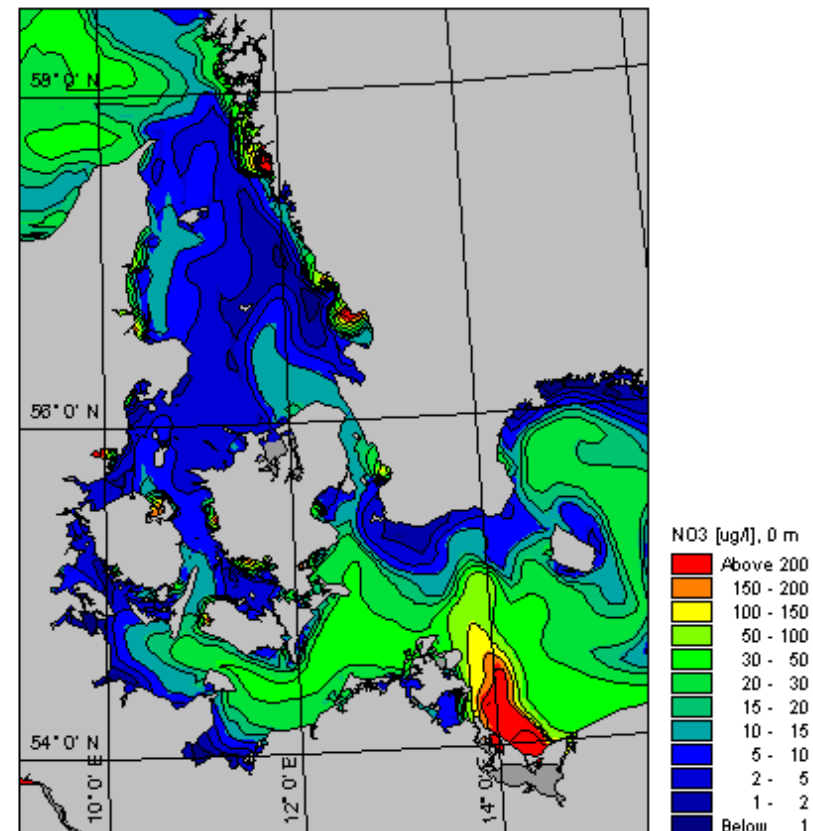 58° 0' N
56° 0' N
54° 0' N
10° 0' E
12° 0' E
14° 0'
NO3 [ug/l], 0 m
Above 200
150 - 200
100 - 150
50 - 100
30 - 50
20 - 30
15 - 20
10 - 15
5 - 10
2 - 5
1 - 2
Below 1